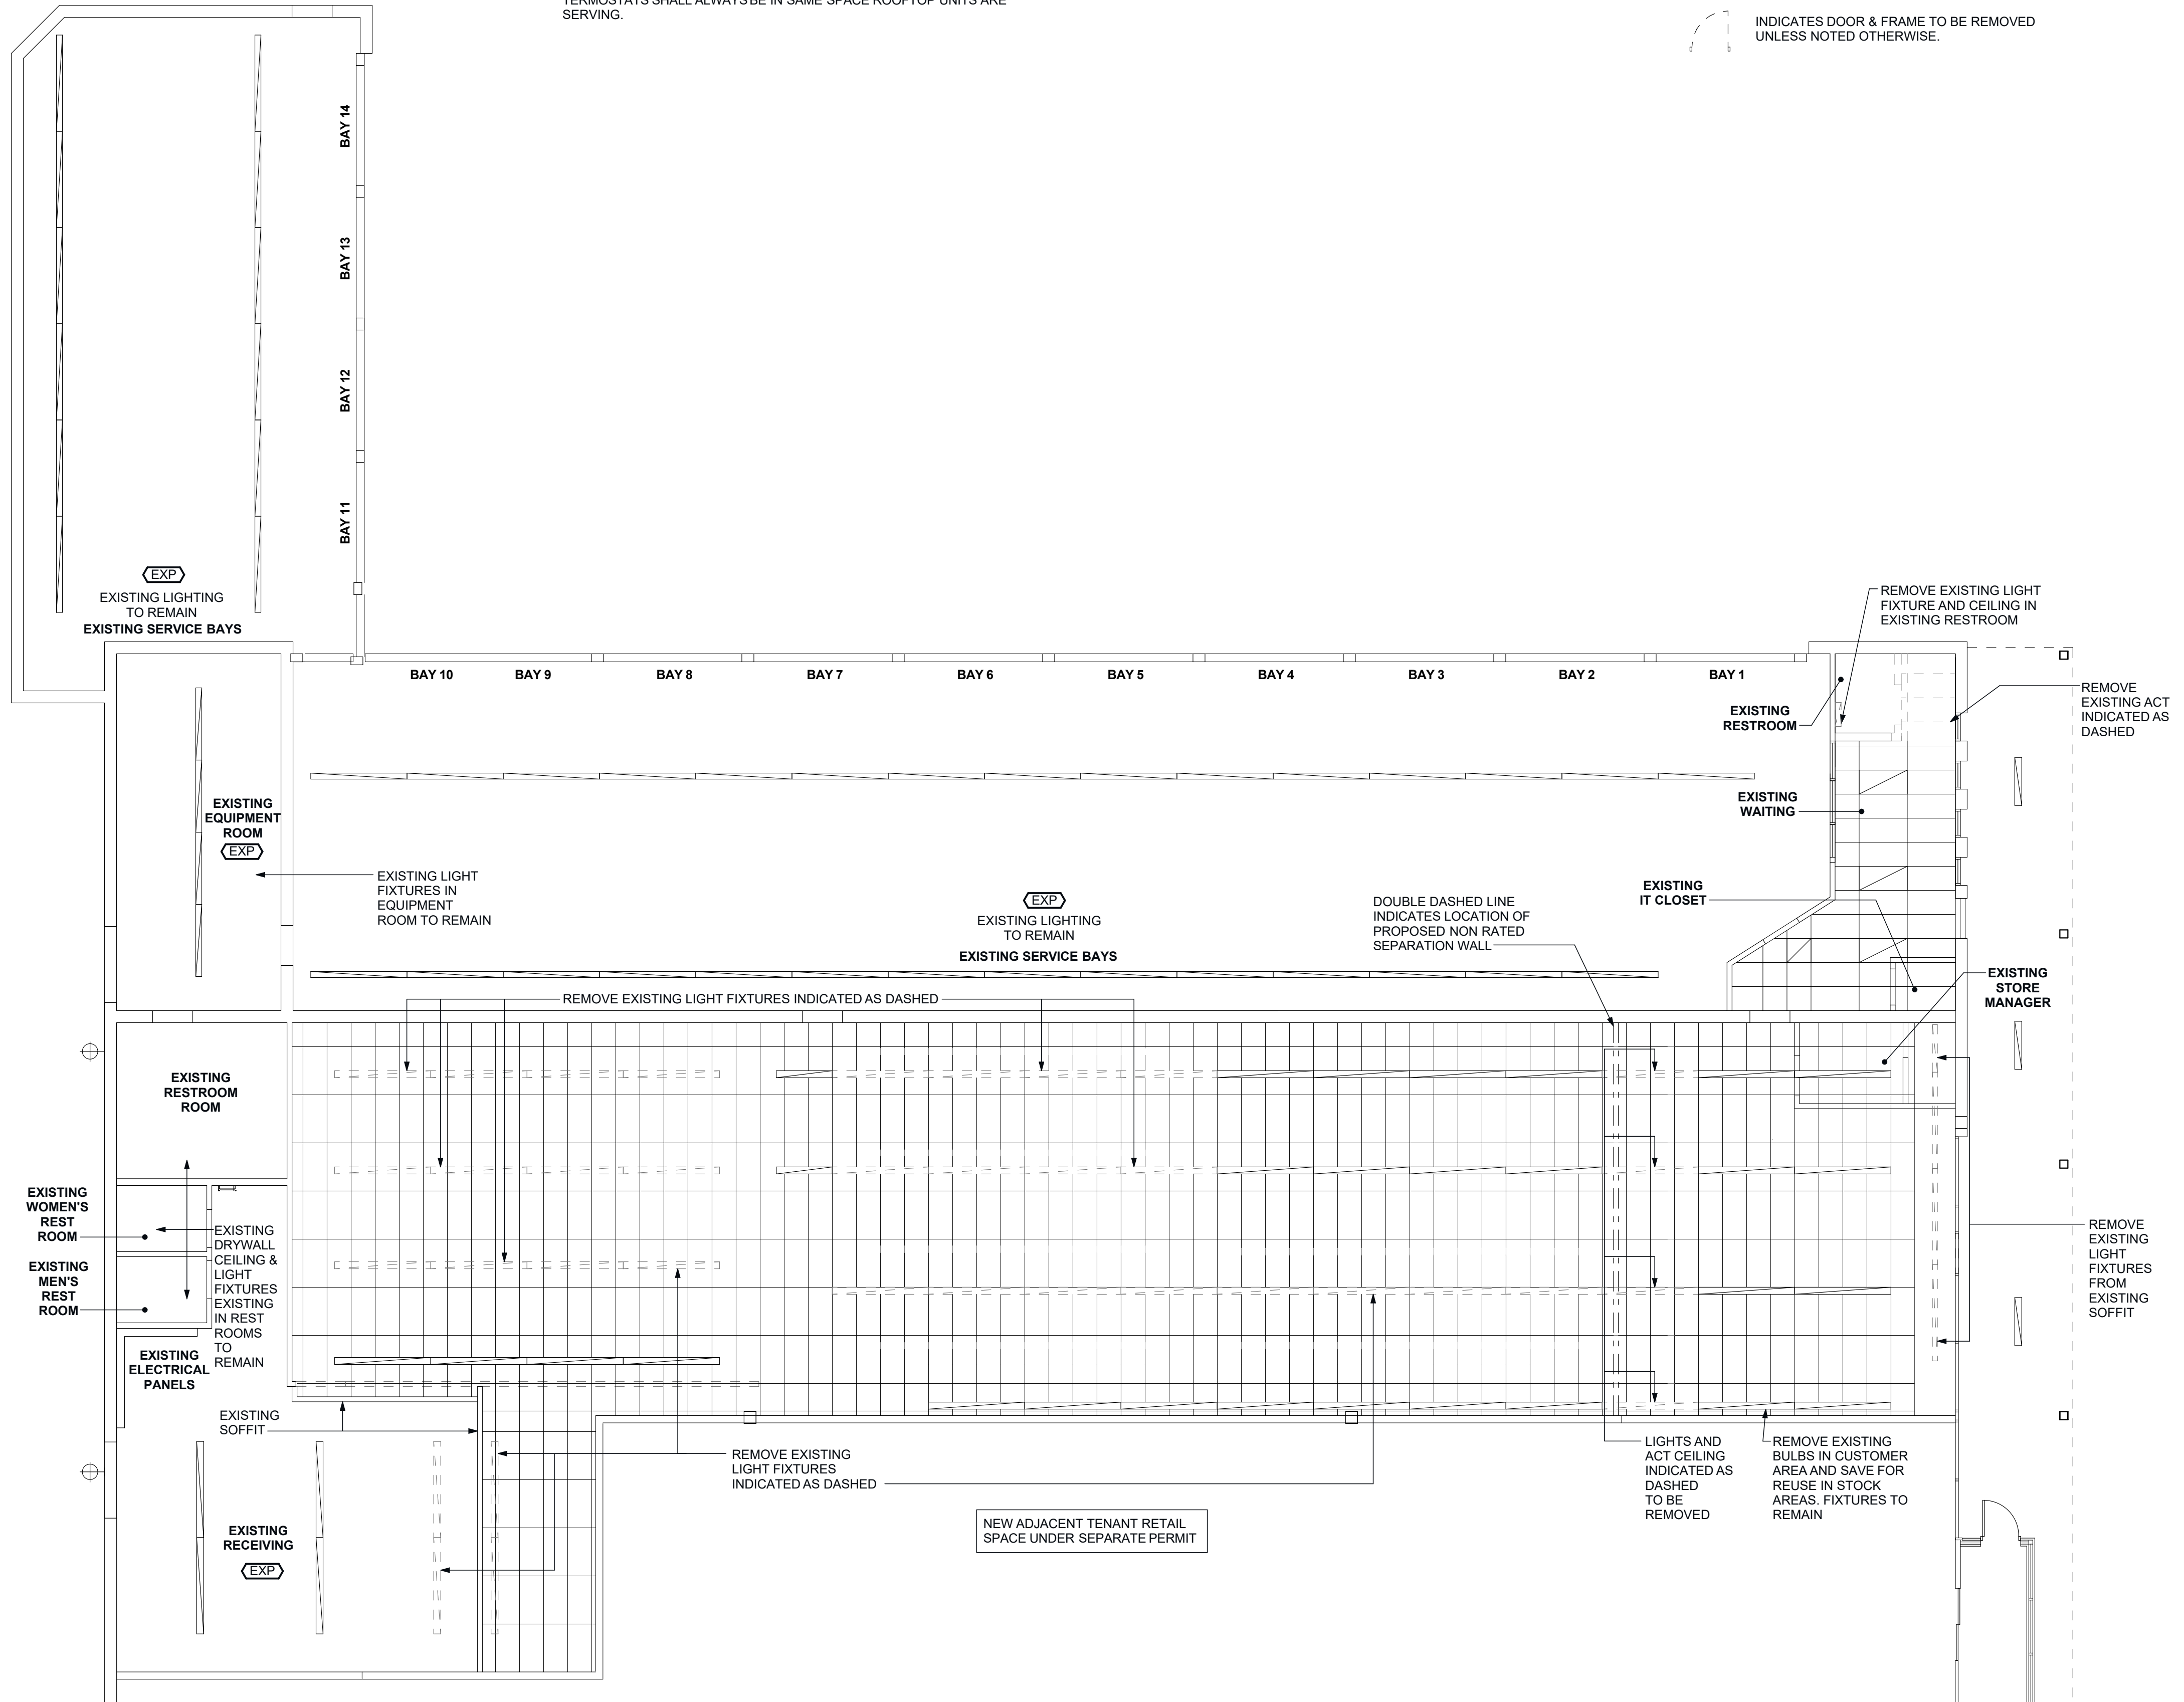 TERMOSTATS SHALL ALWAYS BE IN SAME SPACE ROOFTOP UNITS ARE
SERVING.
INDICATES DOOR & FRAME TO BE REMOVED
UNLESS NOTED OTHERWISE.
BAY 14
BAY 13
BAY 12
BAY 11
EXP
EXISTING LIGHTING
TO REMAIN
EXISTING SERVICE BAYS
REMOVE EXISTING LIGHT
FIXTURE AND CEILING IN
EXISTING RESTROOM
BAY 10
BAY 9
BAY 8
BAY 7
BAY 6
BAY 5
BAY 4
BAY 3
BAY 2
BAY 1
EXISTING
RESTROOM
REMOVE
EXISTING ACT
INDICATED AS
DASHED
EXISTING
EQUIPMENT
ROOM
EXP
EXISTING
WAITING
EXISTING LIGHT
FIXTURES IN
EQUIPMENT
ROOM TO REMAIN
EXP
EXISTING LIGHTING
TO REMAIN
EXISTING SERVICE BAYS
DOUBLE DASHED LINE
INDICATES LOCATION OF
PROPOSED NON RATED
SEPARATION WALL
EXISTING
IT CLOSET
EXISTING
STORE
MANAGER
REMOVE EXISTING LIGHT FIXTURES INDICATED AS DASHED
EXISTING
RESTROOM
ROOM
EXISTING
WOMEN'S
REST
ROOM
EXISTING
MEN'S
REST
ROOM
EXISTING
DRYWALL
CEILING &
LIGHT
FIXTURES
EXISTING
IN REST
ROOMS
TO
REMAIN
REMOVE
EXISTING
LIGHT
FIXTURES
FROM
EXISTING
SOFFIT
EXISTING
ELECTRICAL
PANELS
EXISTING
SOFFIT
REMOVE EXISTING
LIGHT FIXTURES
INDICATED AS DASHED
LIGHTS AND
ACT CEILING
INDICATED AS
DASHED
TO BE
REMOVED
REMOVE EXISTING
BULBS IN CUSTOMER
AREA AND SAVE FOR
REUSE IN STOCK
AREAS. FIXTURES TO
REMAIN
EXISTING
RECEIVING
EXP
NEW ADJACENT TENANT RETAIL
SPACE UNDER SEPARATE PERMIT